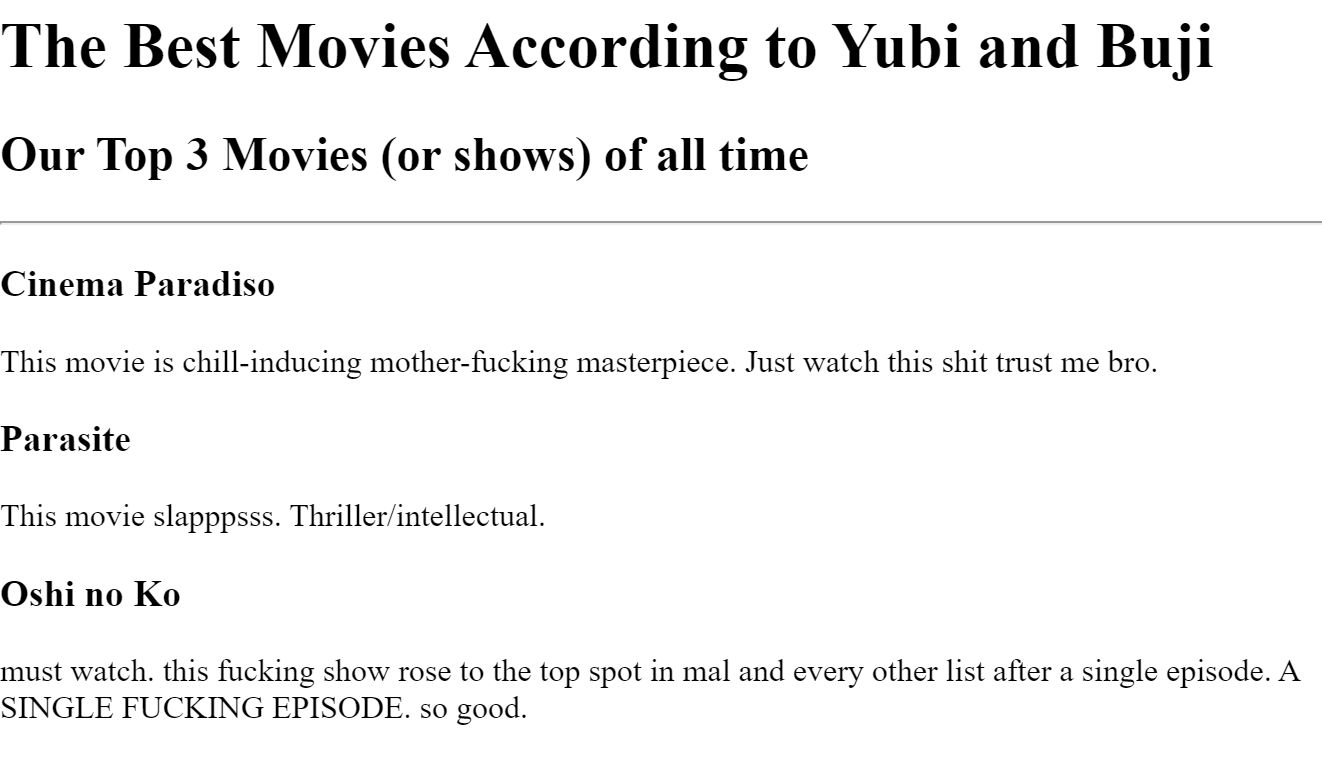 The Best Movies According to Yubi and Buji
Our Top 3 Movies (or shows) of all time
Cinema Paradiso
This movie is chill-inducing mother-fucking masterpiece. Just watch this shit trust me bro.
Parasite
This movie slapppsss. Thriller/intellectual.
Oshi no Ko
must watch. this fucking show rose to the top spot in mal and every other list after a single episode. A
SINGLE FUCKING EPISODE. so good.